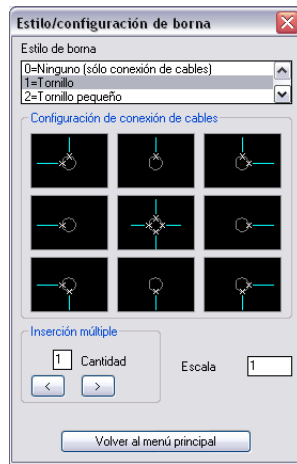 Estilo/configuración de borna
Estilo de borna
0=Ninguno (sólo conexión de cables)
1=Tornillo
2=Tornillo pequeño
Configuración de conexión de cables
Inserción múltiple
1 Cantidad
< >
Escala 1
Volver al menú principal